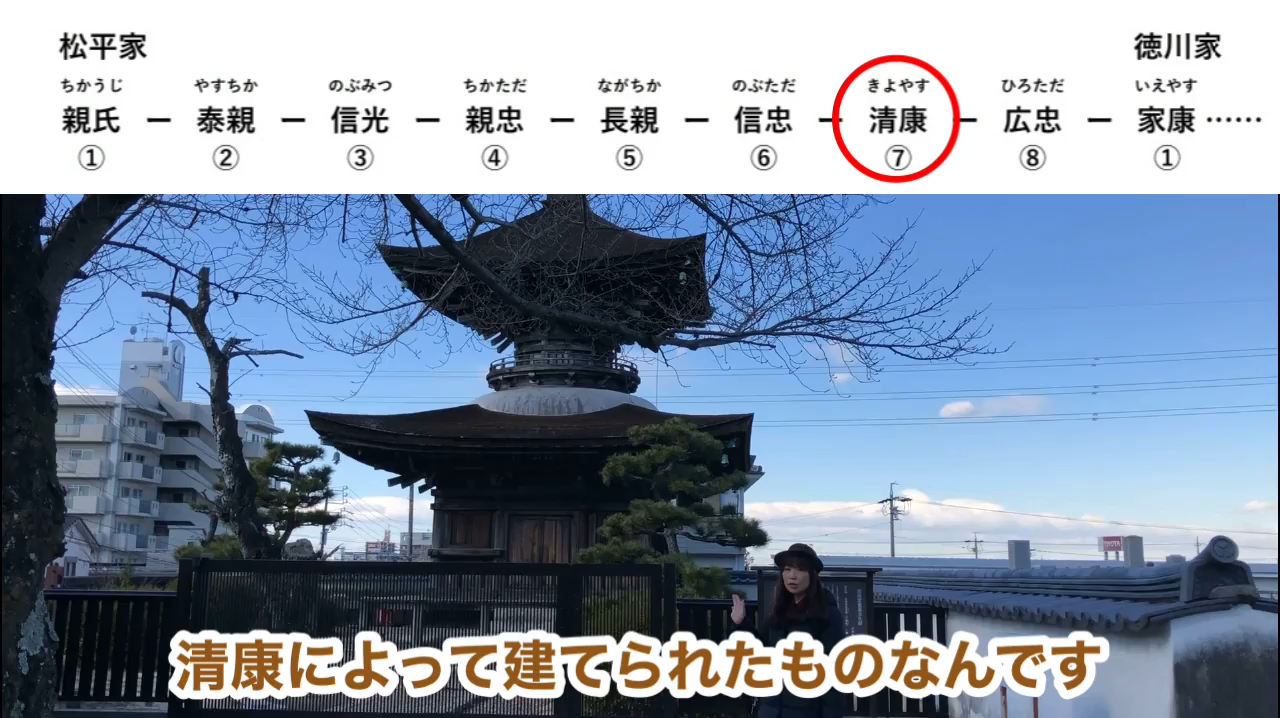 松平家 徳川家
ちかうじ やすちか のぶみつ ちかただ ながちか のぶただ きよやす ひろただ いえやす
親氏 ー 泰親 ー 信光 ー 親忠 ー 長親 ー 信忠 ー 清康 ー 広忠 ー 家康 ……
① ② ③ ④ ⑤ ⑥ ⑦ ⑧ ①
TOYOTA
清康によって建てられたものなんです